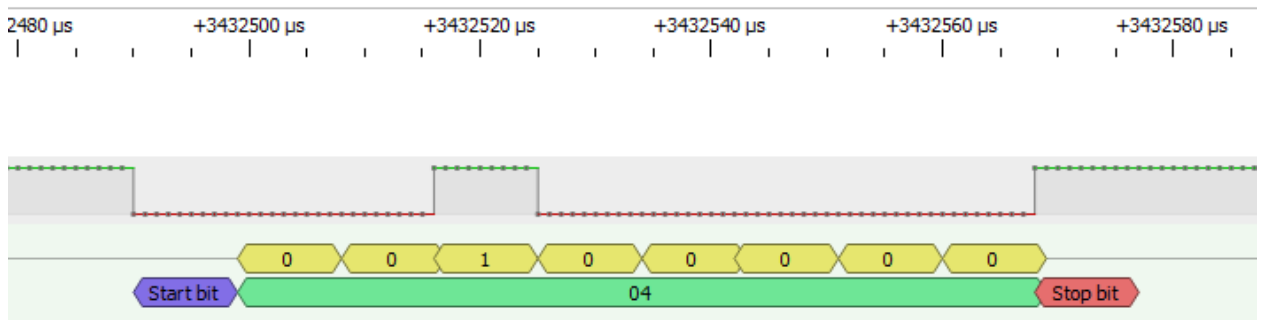 2480 µs +3432500 µs +3432520 µs +3432540 µs +3432560 µs +3432580 µs
0 0 1 0 0 0 0 0
Start bit 04 Stop bit